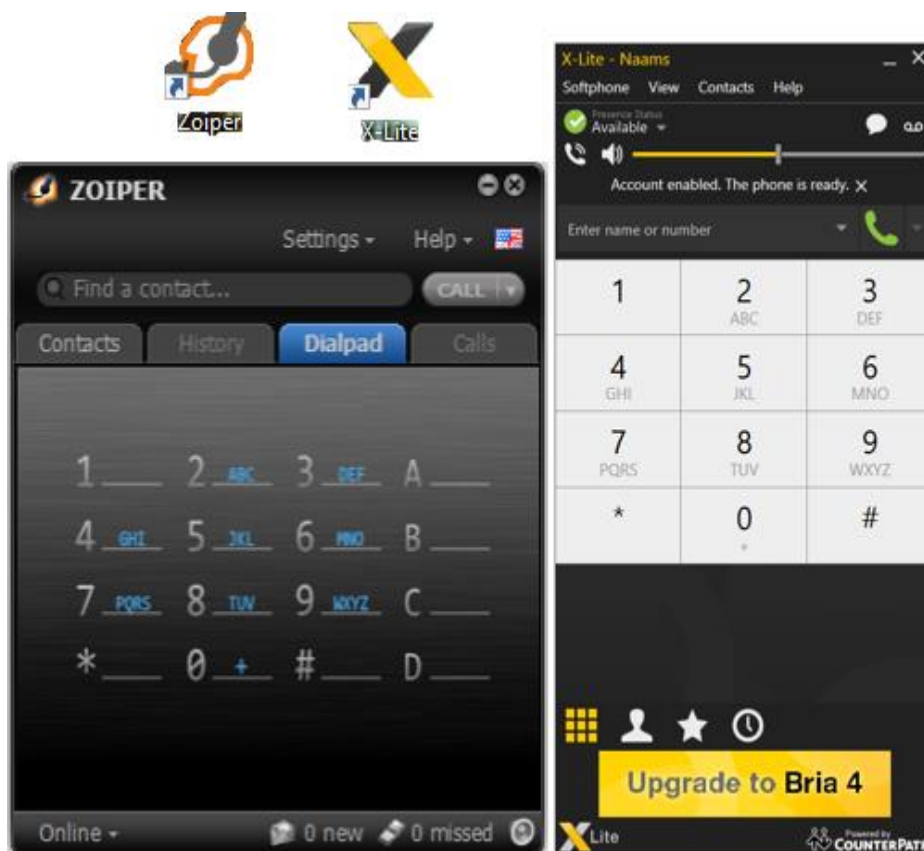 Zoiper
X-Lite
ZOIPER
Settings
Help
Find a contact...
CALL
Contacts
History
Dialpad
Calls
1
2 ABC
3 DEF
A
4 GHI
5 JKL
6 MNO
B
7 PQRS
8 TUV
9 WXYZ
C
*
0 +
#
D
Online
0 new
0 missed
X-Lite - Naams
Softphone
View
Contacts
Help
Presence Status
Available
Account enabled. The phone is ready. X
Enter name or number
1
2
ABC
3
DEF
4
GHI
5
JKL
6
MNO
7
PQRS
8
TUV
9
WXYZ
*
0
+
#
Upgrade to Bria 4
X Lite
Powered by
COUNTERPAT